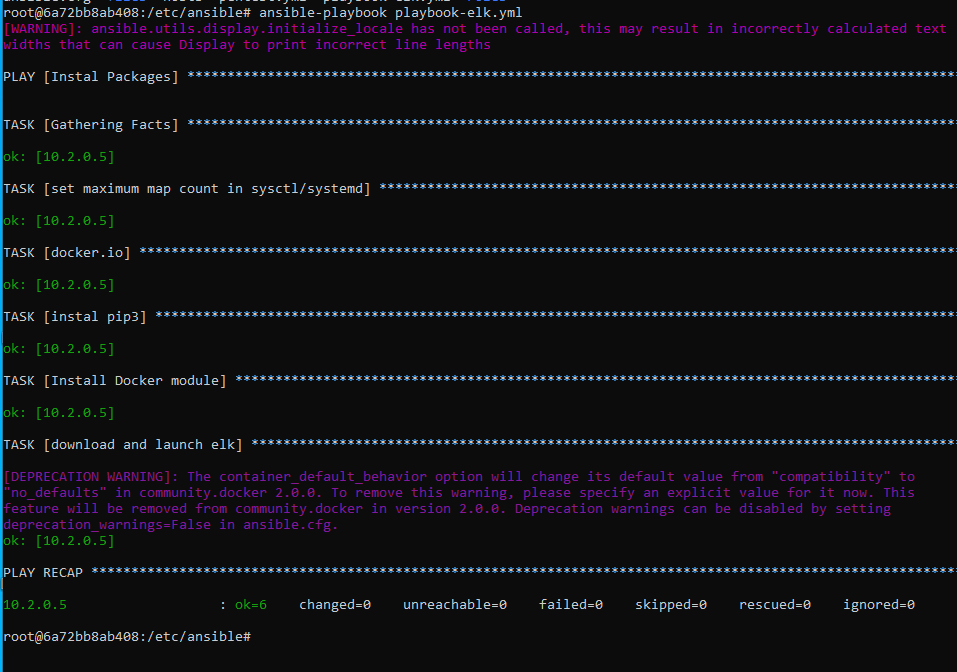 root@6a72bb8ab408:/etc/ansible# ansible-playbook playbook-elk.yml
[WARNING]: ansible.utils.display.initialize_locale has not been called, this may result in incorrectly calculated text
widths that can cause Display to print incorrect line lengths
PLAY [Instal Packages] ************************************************************************************************
TASK [Gathering Facts] ************************************************************************************************
ok: [10.2.0.5]
TASK [set maximum map count in sysctl/systemd] ************************************************************************
ok: [10.2.0.5]
TASK [docker.io] ******************************************************************************************************
ok: [10.2.0.5]
TASK [instal pip3] ****************************************************************************************************
ok: [10.2.0.5]
TASK [Install Docker module] ******************************************************************************************
ok: [10.2.0.5]
TASK [download and launch elk] ****************************************************************************************
[DEPRECATION WARNING]: The container_default_behavior option will change its default value from "compatibility" to
"no_defaults" in community.docker 2.0.0. To remove this warning, please specify an explicit value for it now. This
feature will be removed from community.docker in version 2.0.0. Deprecation warnings can be disabled by setting
deprecation_warnings=False in ansible.cfg.
ok: [10.2.0.5]
PLAY RECAP ************************************************************************************************************
10.2.0.5                   : ok=6    changed=0    unreachable=0    failed=0    skipped=0    rescued=0    ignored=0
root@6a72bb8ab408:/etc/ansible#